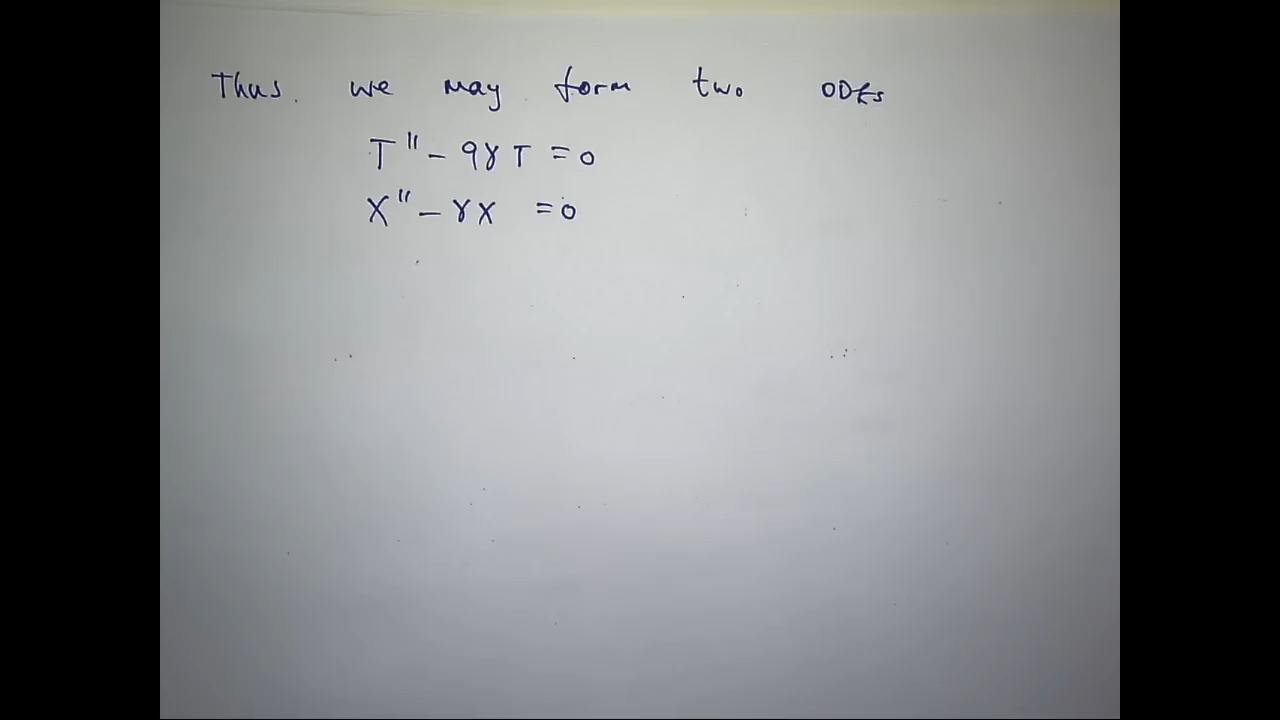 Thus we may form two ODEs
T" - 9γT = 0
X" - γX = 0